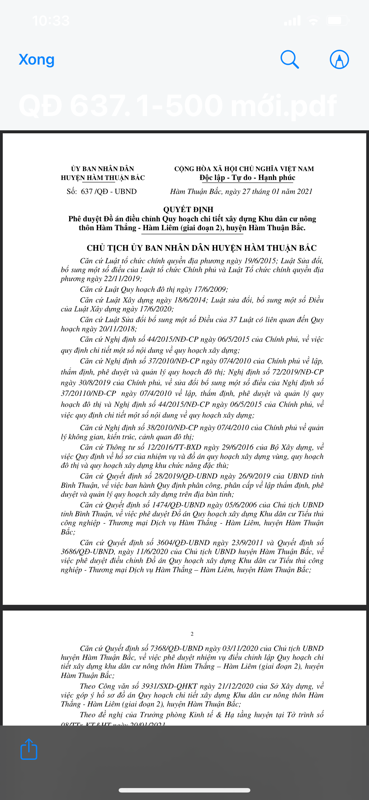 10:33
Xong
QĐ 637. 1-500 mới.pdf
ỦY BAN NHÂN DÂN
HUYỆN HÀM THUẬN BẮC
CỘNG HÒA XÃ HỘI CHỦ NGHĨA VIỆT NAM
Độc lập - Tự do - Hạnh phúc
Số: 637 /QĐ - UBND
Hàm Thuận Bắc, ngày 27 tháng 01 năm 2021
QUYẾT ĐỊNH
Phê duyệt Đồ án điều chỉnh Quy hoạch chi tiết xây dựng Khu dân cư nông
thôn Hàm Thắng - Hàm Liêm (giai đoạn 2), huyện Hàm Thuận Bắc.
CHỦ TỊCH ỦY BAN NHÂN DÂN HUYỆN HÀM THUẬN BẮC
Căn cứ Luật tổ chức chính quyền địa phương ngày 19/6/2015; Luật Sửa đổi,
bổ sung một số điều của Luật tổ chức Chính phủ và Luật Tổ chức chính quyền địa
phương ngày 22/11/2019;
Căn cứ Luật Quy hoạch đô thị ngày 17/6/2009;
Căn cứ Luật Xây dựng ngày 18/6/2014; Luật sửa đổi, bổ sung một số Điều
của Luật Xây dựng ngày 17/6/2020;
Căn cứ Luật Sửa đổi bổ sung một số Điều của 37 Luật có liên quan đến Quy
hoạch ngày 20/11/2018;
Căn cứ Nghị định số 44/2015/NĐ-CP ngày 06/5/2015 của Chính phủ, về việc
quy định chi tiết một số nội dung về quy hoạch xây dựng;
Căn cứ Nghị định số 37/2010/NĐ-CP ngày 07/4/2010 của Chính phủ về lập,
thẩm định, phê duyệt và quản lý quy hoạch đô thị; Nghị định số 72/2019/NĐ-CP
ngày 30/8/2019 của Chính phủ, về sửa đổi bổ sung một số điều của Nghị định số
37/20110/NĐ-CP ngày 07/4/2010 về lập, thẩm định, phê duyệt và quản lý quy
hoạch đô thị và Nghị định số 44/2015/NĐ-CP ngày 06/5/2015 của Chính phủ, về
việc quy định chi tiết một số nội dung về quy hoạch xây dựng;
Căn cứ Nghị định số 38/2010/NĐ-CP ngày 07/4/2010 của Chính phủ về quản
lý không gian, kiến trúc, cảnh quan đô thị;
Căn cứ Thông tư số 12/2016/TT-BXD ngày 29/6/2016 của Bộ Xây dựng, về
việc Quy định về hồ sơ của nhiệm vụ và đồ án quy hoạch xây dựng vùng, quy hoạch
đô thị và quy hoạch xây dựng khu chức năng đặc thù;
Căn cứ Quyết định số 28/2019/QĐ-UBND ngày 26/9/2019 của UBND tỉnh
Bình Thuận, về việc ban hành Quy định phân công, phân cấp về lập thẩm định, phê
duyệt và quản lý quy hoạch xây dựng trên địa bàn tỉnh;
Căn cứ Quyết định số 1474/QĐ-UBND ngày 05/6/2006 của Chủ tịch UBND
tỉnh Bình Thuận, về việc phê duyệt Đồ án Quy hoạch xây dựng Khu dân cư Tiểu thủ
công nghiệp - Thương mại Dịch vụ Hàm Thắng - Hàm Liêm, huyện Hàm Thuận
Bắc;
Căn cứ Quyết định số 3604/QĐ-UBND ngày 23/9/2011 và Quyết định số
3686/QĐ-UBND, ngày 11/6/2020 của Chủ tịch UBND huyện Hàm Thuận Bắc, về
việc phê duyệt điều chỉnh Đồ án Quy hoạch xây dựng Khu dân cư Tiểu thủ công
nghiệp - Thương mại Dịch vụ Hàm Thắng – Hàm Liêm, huyện Hàm Thuận Bắc;
2
Căn cứ Quyết định số 7368/QĐ-UBND ngày 03/11/2020 của Chủ tịch UBND
huyện Hàm Thuận Bắc, về việc phê duyệt nhiệm vụ điều chỉnh lập Quy hoạch chi
tiết xây dựng khu dân cư nông thôn Hàm Thắng – Hàm Liêm (giai đoạn 2), huyện
Hàm Thuận Bắc;
Theo Công văn số 3931/SXD-QHKT ngày 21/12/2020 của Sở Xây dựng, về
việc góp ý hồ sơ đồ án Quy hoạch chi tiết xây dựng Khu dân cư nông thôn Hàm
Thắng - Hàm Liêm (giai đoạn 2), huyện Hàm Thuận Bắc;
Theo đề nghị của Trưởng phòng Kinh tế & Hạ tầng huyện tại Tờ trình số
08/TTr-KT&HT ngày 20/01/2021